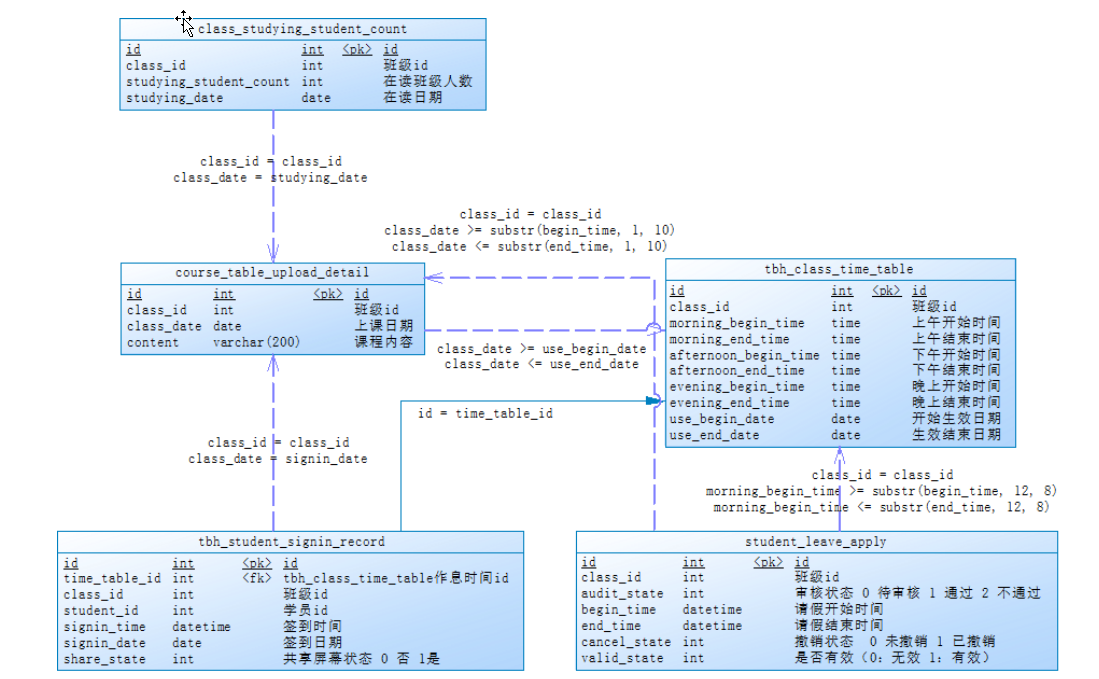 class_studying_student_count
id int <pk> id
class_id int 班级id
studying_student_count int 在读班级人数
studying_date date 在读日期
class_id = class_id
class_date = studying_date
class_id = class_id
class_date >= substr(begin_time, 1, 10)
class_date <= substr(end_time, 1, 10)
course_table_upload_detail
id int <pk> id
class_id int 班级id
class_date date 上课日期
content varchar(200) 课程内容
tbh_class_time_table
id int <pk> id
class_id int 班级id
morning_begin_time time 上午开始时间
morning_end_time time 上午结束时间
afternoon_begin_time time 下午开始时间
afternoon_end_time time 下午结束时间
evening_begin_time time 晚上开始时间
evening_end_time time 晚上结束时间
use_begin_date date 开始生效日期
use_end_date date 生效结束日期
class_date >= use_begin_date
class_date <= use_end_date
id = time_table_id
class_id = class_id
class_date = signin_date
class_id = class_id
morning_begin_time >= substr(begin_time, 12, 8)
morning_begin_time <= substr(end_time, 12, 8)
tbh_student_signin_record
id int <pk> id
time_table_id int <fk> tbh_class_time_table作息时间id
class_id int 班级id
student_id int 学员id
signin_time datetime 签到时间
signin_date date 签到日期
share_state int 共享屏幕状态 0 否 1是
student_leave_apply
id int <pk> id
class_id int 班级id
audit_state int 审核状态 0 待审核 1 通过 2 不通过
begin_time datetime 请假开始时间
end_time datetime 请假结束时间
cancel_state int 撤销状态 0 未撤销 1 已撤销
valid_state int 是否有效（0：无效 1：有效）